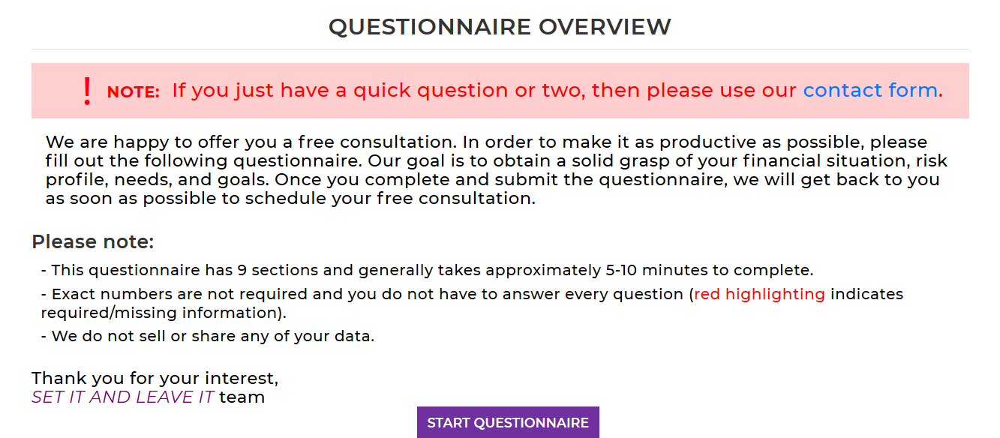 QUESTIONNAIRE OVERVIEW
! NOTE: If you just have a quick question or two, then please use our contact form.
We are happy to offer you a free consultation. In order to make it as productive as possible, please
fill out the following questionnaire. Our goal is to obtain a solid grasp of your financial situation, risk
profile, needs, and goals. Once you complete and submit the questionnaire, we will get back to you
as soon as possible to schedule your free consultation.
Please note:
- This questionnaire has 9 sections and generally takes approximately 5-10 minutes to complete.
- Exact numbers are not required and you do not have to answer every question (red highlighting indicates
required/missing information).
- We do not sell or share any of your data.
Thank you for your interest,
SET IT AND LEAVE IT team
START QUESTIONNAIRE